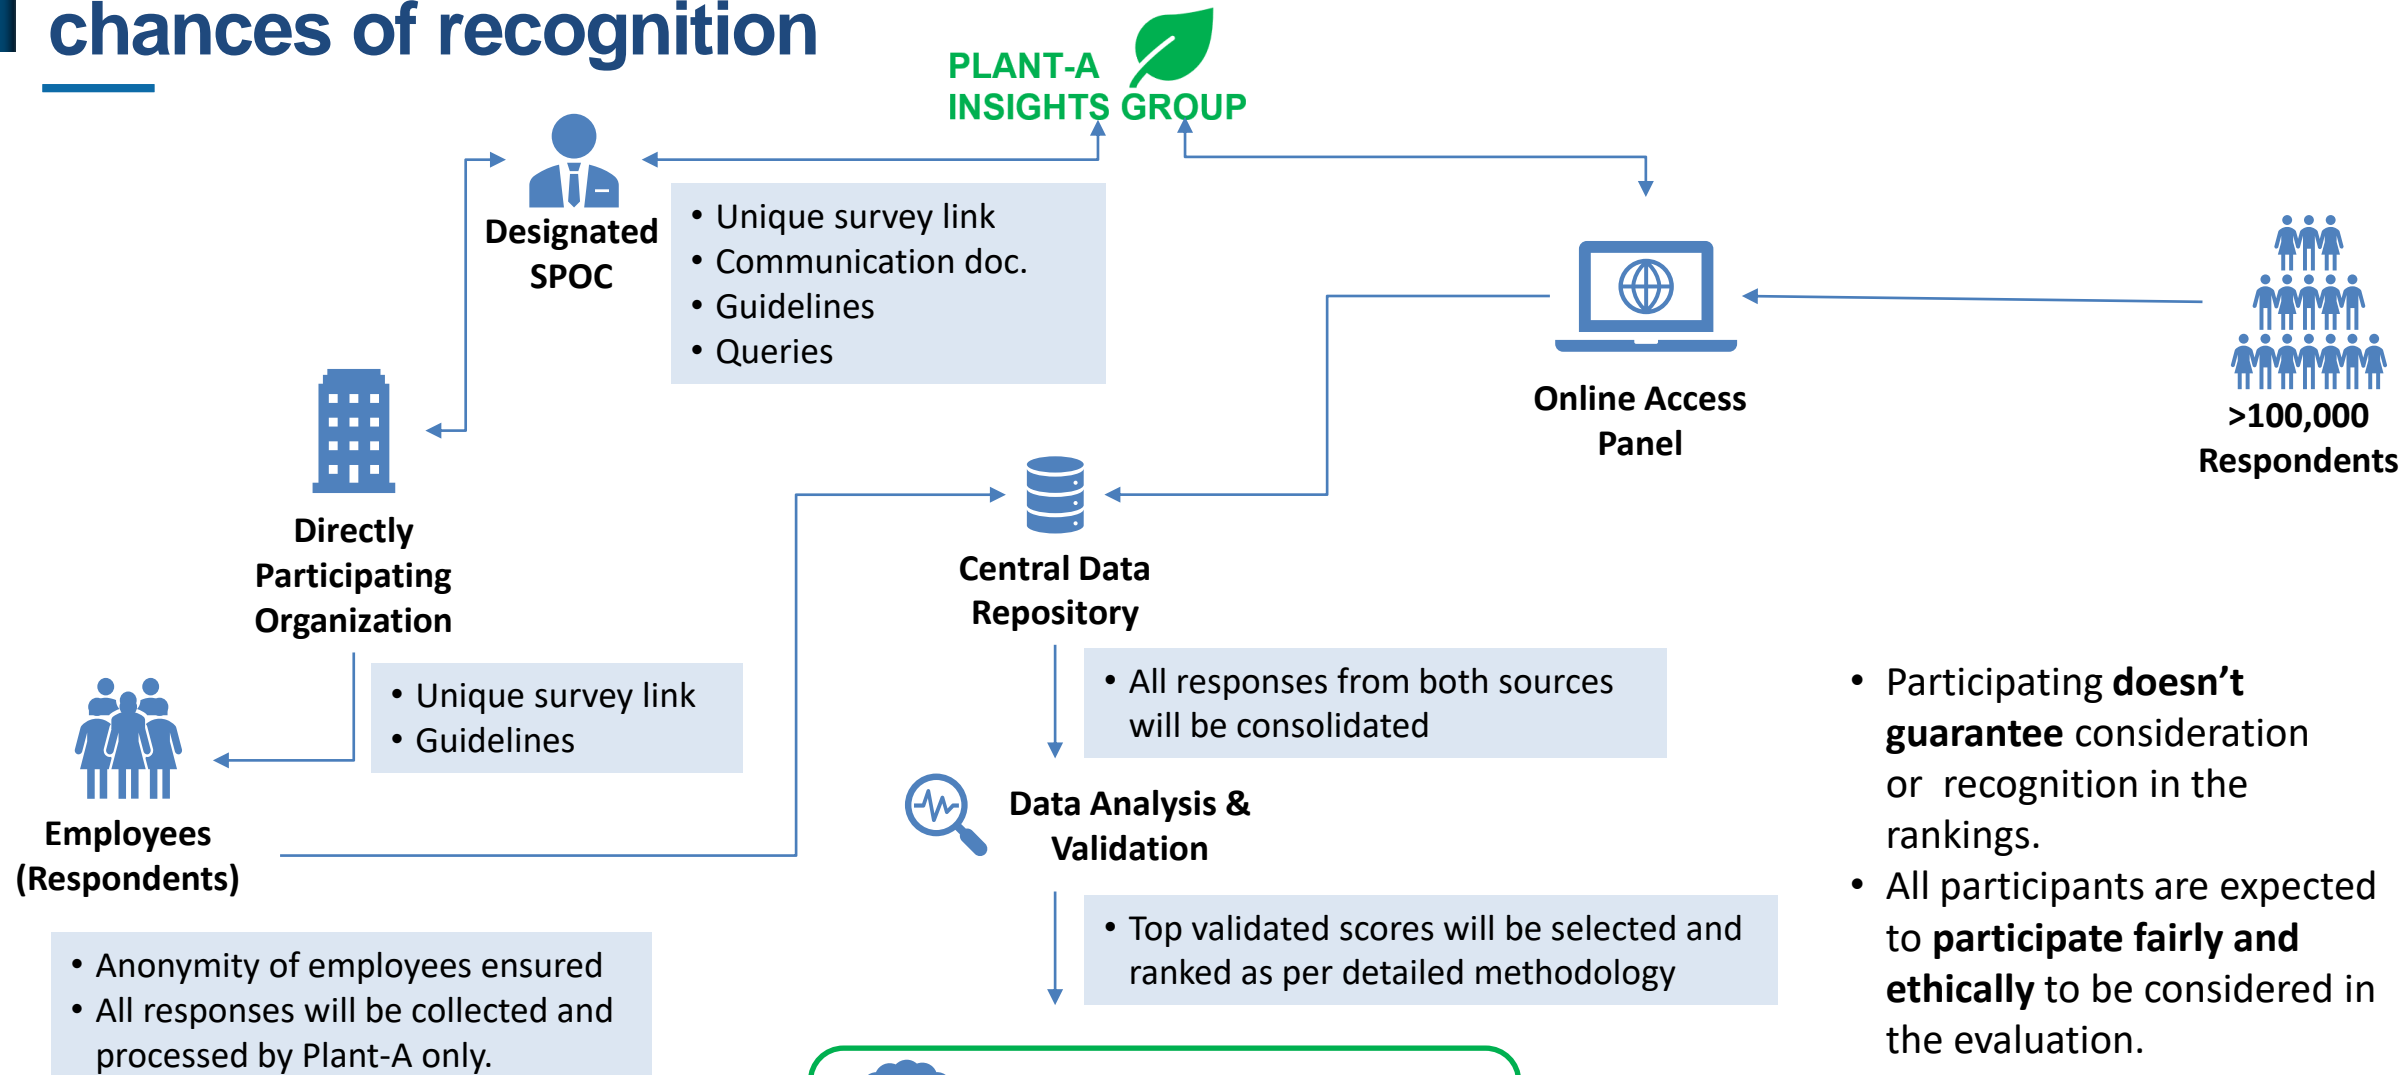 chances of recognition
PLANT-A
INSIGHTS GROUP
Designated
SPOC
• Unique survey link
• Communication doc.
• Guidelines
• Queries
Online Access
Panel
>100,000
Respondents
Directly
Participating
Organization
Central Data
Repository
• Unique survey link
• Guidelines
• All responses from both sources
will be consolidated
Employees
(Respondents)
Data Analysis &
Validation
• Anonymity of employees ensured
• All responses will be collected and
processed by Plant-A only.
• Top validated scores will be selected and
ranked as per detailed methodology
• Participating doesn’t
guarantee consideration
or  recognition in the
rankings.
• All participants are expected
to participate fairly and
ethically to be considered in
the evaluation.